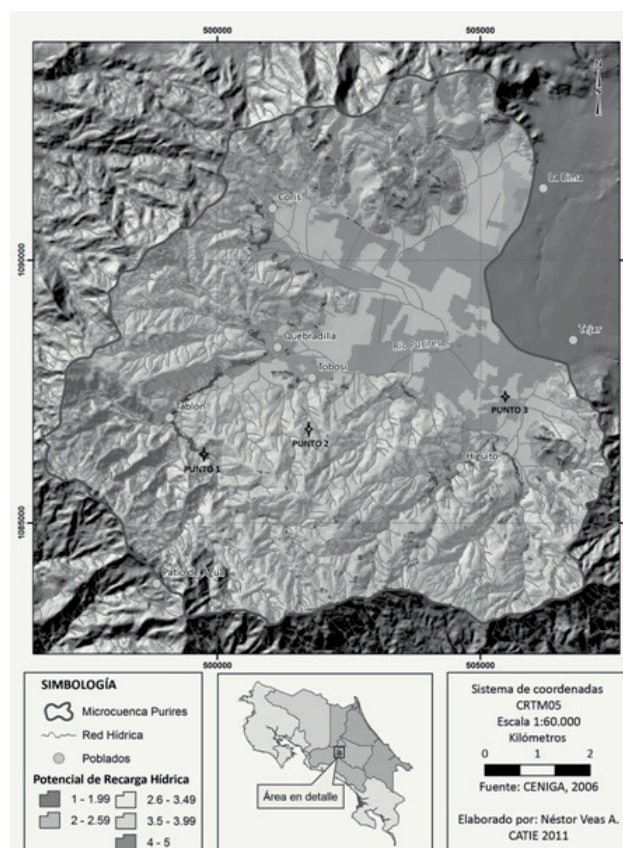 500000 505000
N
La Lima
Coris
1090000
Quebradilla
Río Purires
Tejar
Tobosi
PUNTO 3
Tablón
PUNTO 2
PUNTO 1
Higuito
1085000
Patio de Agua
500000 505000
SIMBOLOGÍA
Microcuenca Purires
Red Hídrica
Poblados
Potencial de Recarga Hídrica
1 - 1.99 2.6 - 3.49
2 - 2.59 3.5 - 3.99
4 - 5
Área en detalle
Sistema de coordenadas
CRTM05
Escala 1:60.000
Kilómetros
0 1 2
Fuente: CENIGA, 2006
Elaborado por: Néstor Veas A.
CATIE 2011